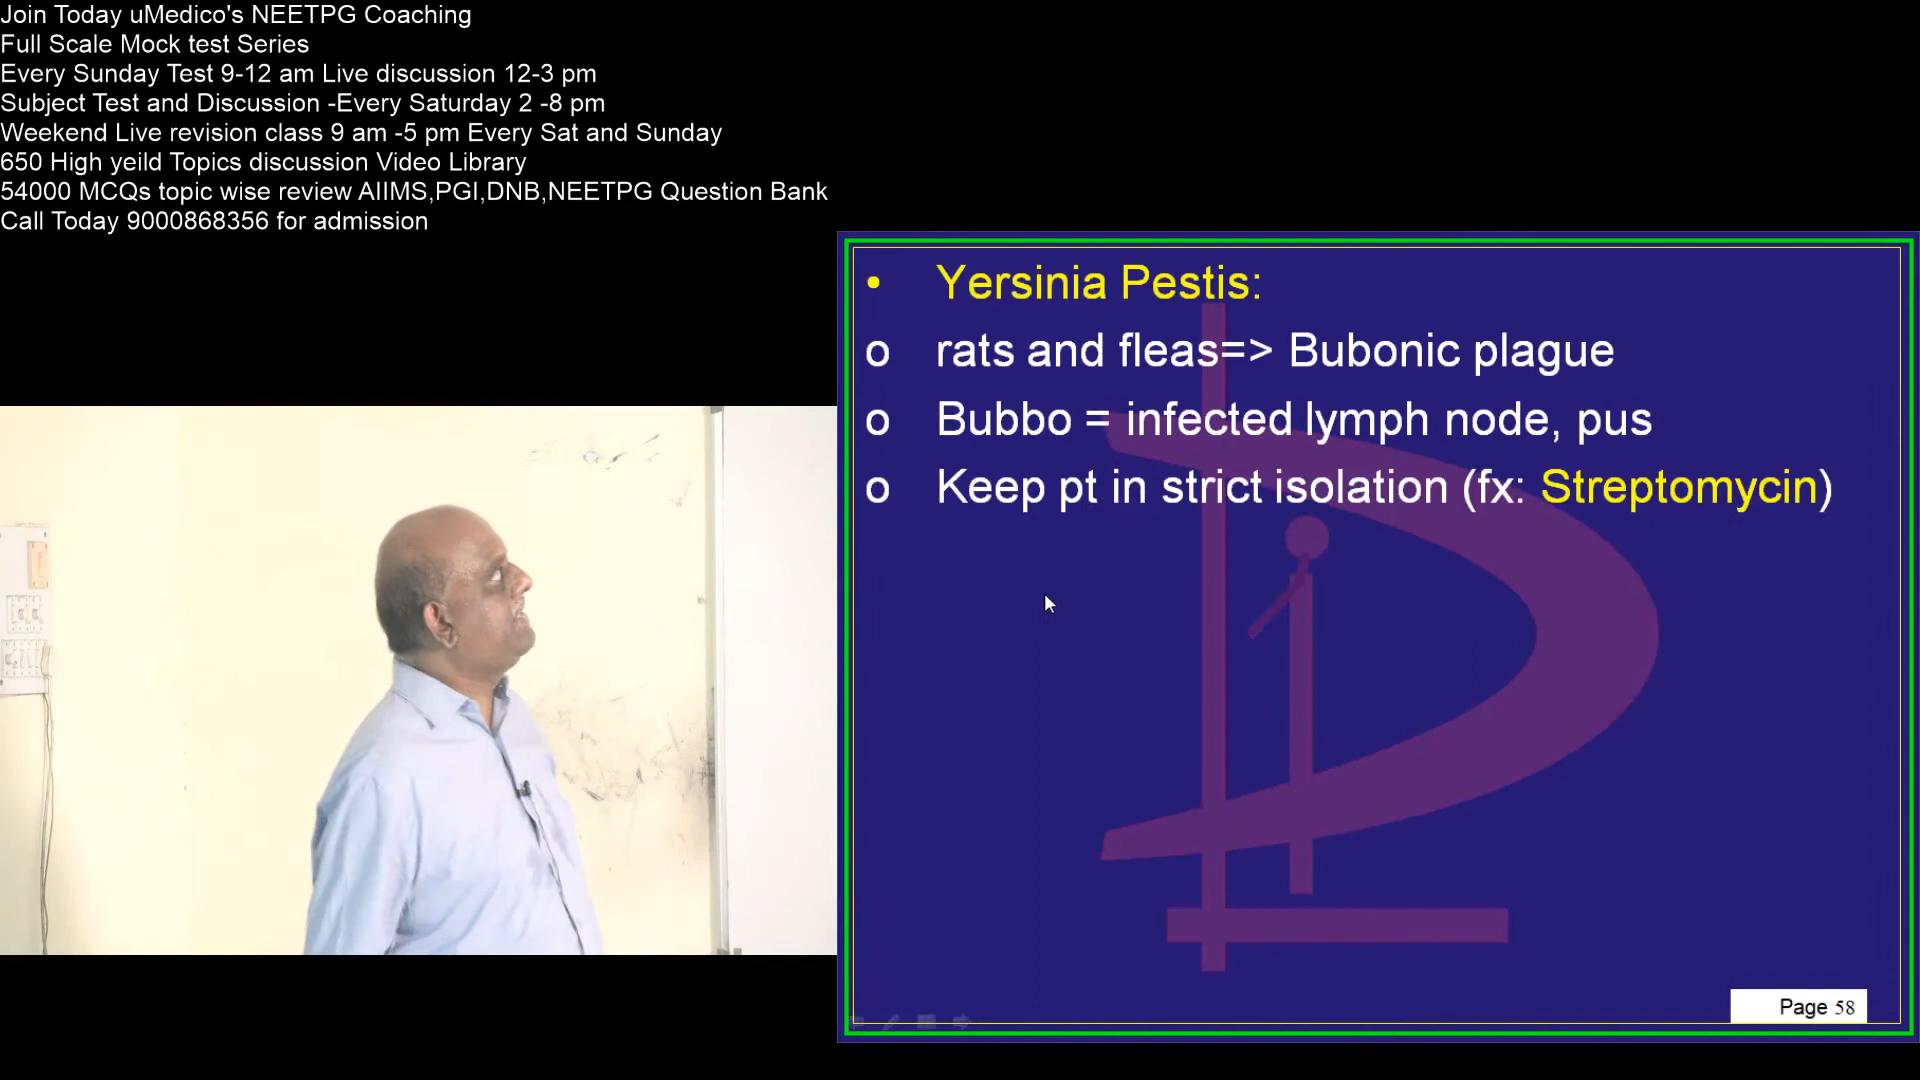 Join Today uMedico's NEETPG Coaching
Full Scale Mock test Series
Every Sunday Test 9-12 am Live discussion 12-3 pm
Subject Test and Discussion -Every Saturday 2 -8 pm
Weekend Live revision class 9 am -5 pm Every Sat and Sunday
650 High yeild Topics discussion Video Library
54000 MCQs topic wise review AIIMS,PGI,DNB,NEETPG Question Bank
Call Today 9000868356 for admission
• Yersinia Pestis:
o rats and fleas=> Bubonic plague
o Bubbo = infected lymph node, pus
o Keep pt in strict isolation (fx: Streptomycin)
Page 58